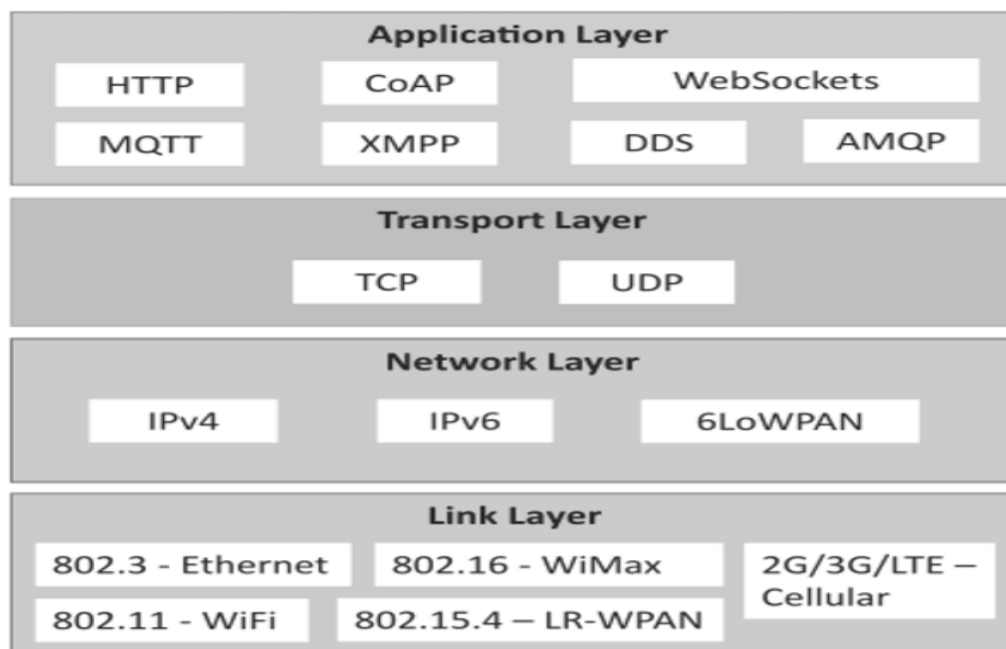 Application Layer
HTTP
CoAP
WebSockets
MQTT
XMPP
DDS
AMQP
Transport Layer
TCP
UDP
Network Layer
IPv4
IPv6
6LoWPAN
Link Layer
802.3 - Ethernet
802.16 - WiMax
2G/3G/LTE –
Cellular
802.11 - WiFi
802.15.4 – LR-WPAN